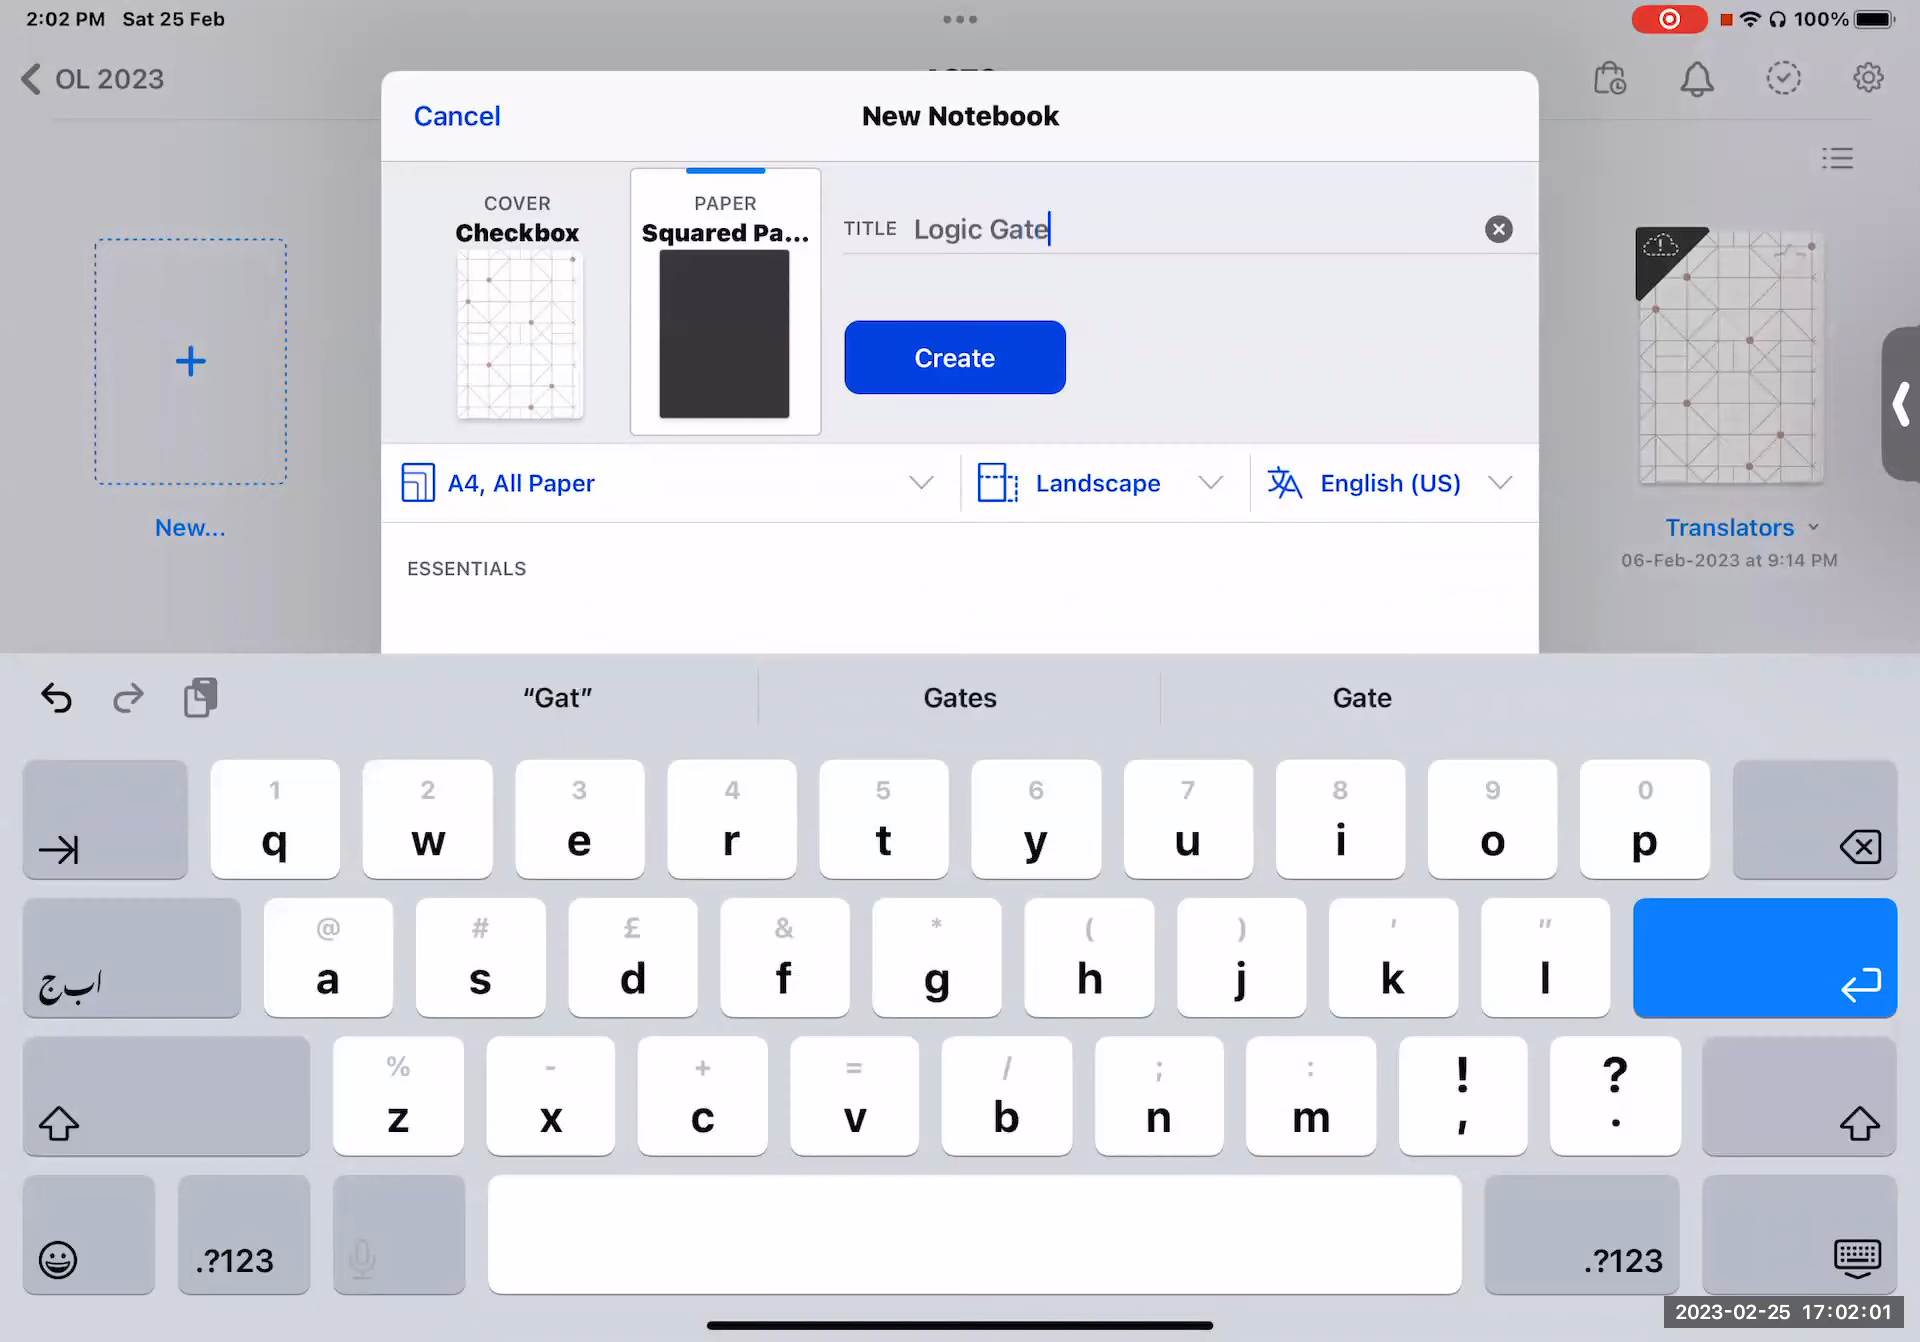 2:02 PM Sat 25 Feb
100%
OL 2023
Cancel
New Notebook
COVER
Checkbox
PAPER
Squared Pa...
TITLE Logic Gate
Create
A4, All Paper
Landscape
English (US)
ESSENTIALS
New...
Translators
06-Feb-2023 at 9:14 PM
“Gat”
Gates
Gate
1 2 3 4 5 6 7 8 9 0
q w e r t y u i o p
@ # £ & * ( ) ' "
ا ب ج a s d f g h j k l
% - + = / ; : ! ?
z x c v b n m , .
.?123 .?123
2023-02-25 17:02:01